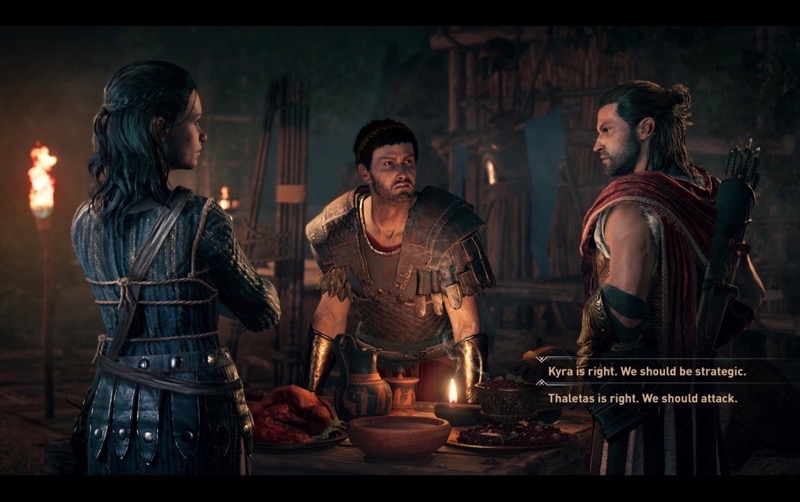 Kyra is right. We should be strategic.
Thaletas is right. We should attack.